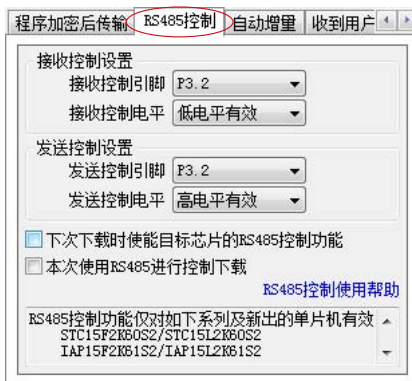 程序加密后传输 RS485控制 自动增量 收到用户
接收控制设置
接收控制引脚 P3.2
接收控制电平 低电平有效
发送控制设置
发送控制引脚 P3.2
发送控制电平 高电平有效
下次下载时使能目标芯片的RS485控制功能
本次使用RS485进行控制下载
RS485控制使用帮助
RS485控制功能仅对如下系列及新出的单片机有效
STC15F2K60S2/STC15L2K60S2
IAP15F2K61S2/IAP15L2K61S2